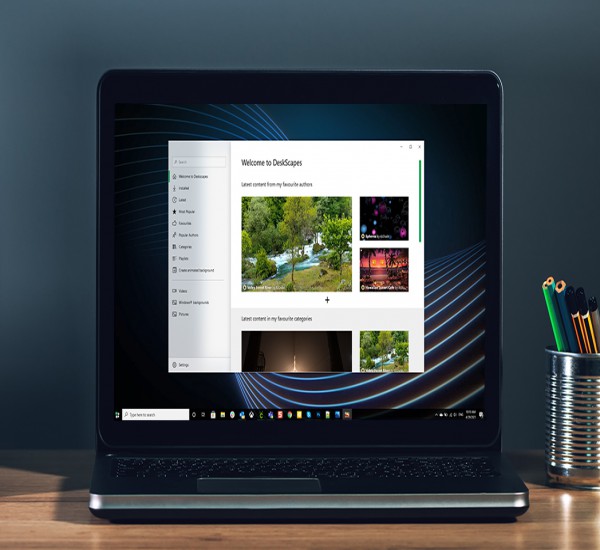 Search
Welcome to DeskScapes
Installed
Latest
Most Popular
Favourites
Popular Authors
Categories
Playlists
Create animated background
Videos
Windows® backgrounds
Pictures
Settings
Welcome to DeskScapes
Latest content from my favourite authors
Latest content in my favourite categories
Type here to search